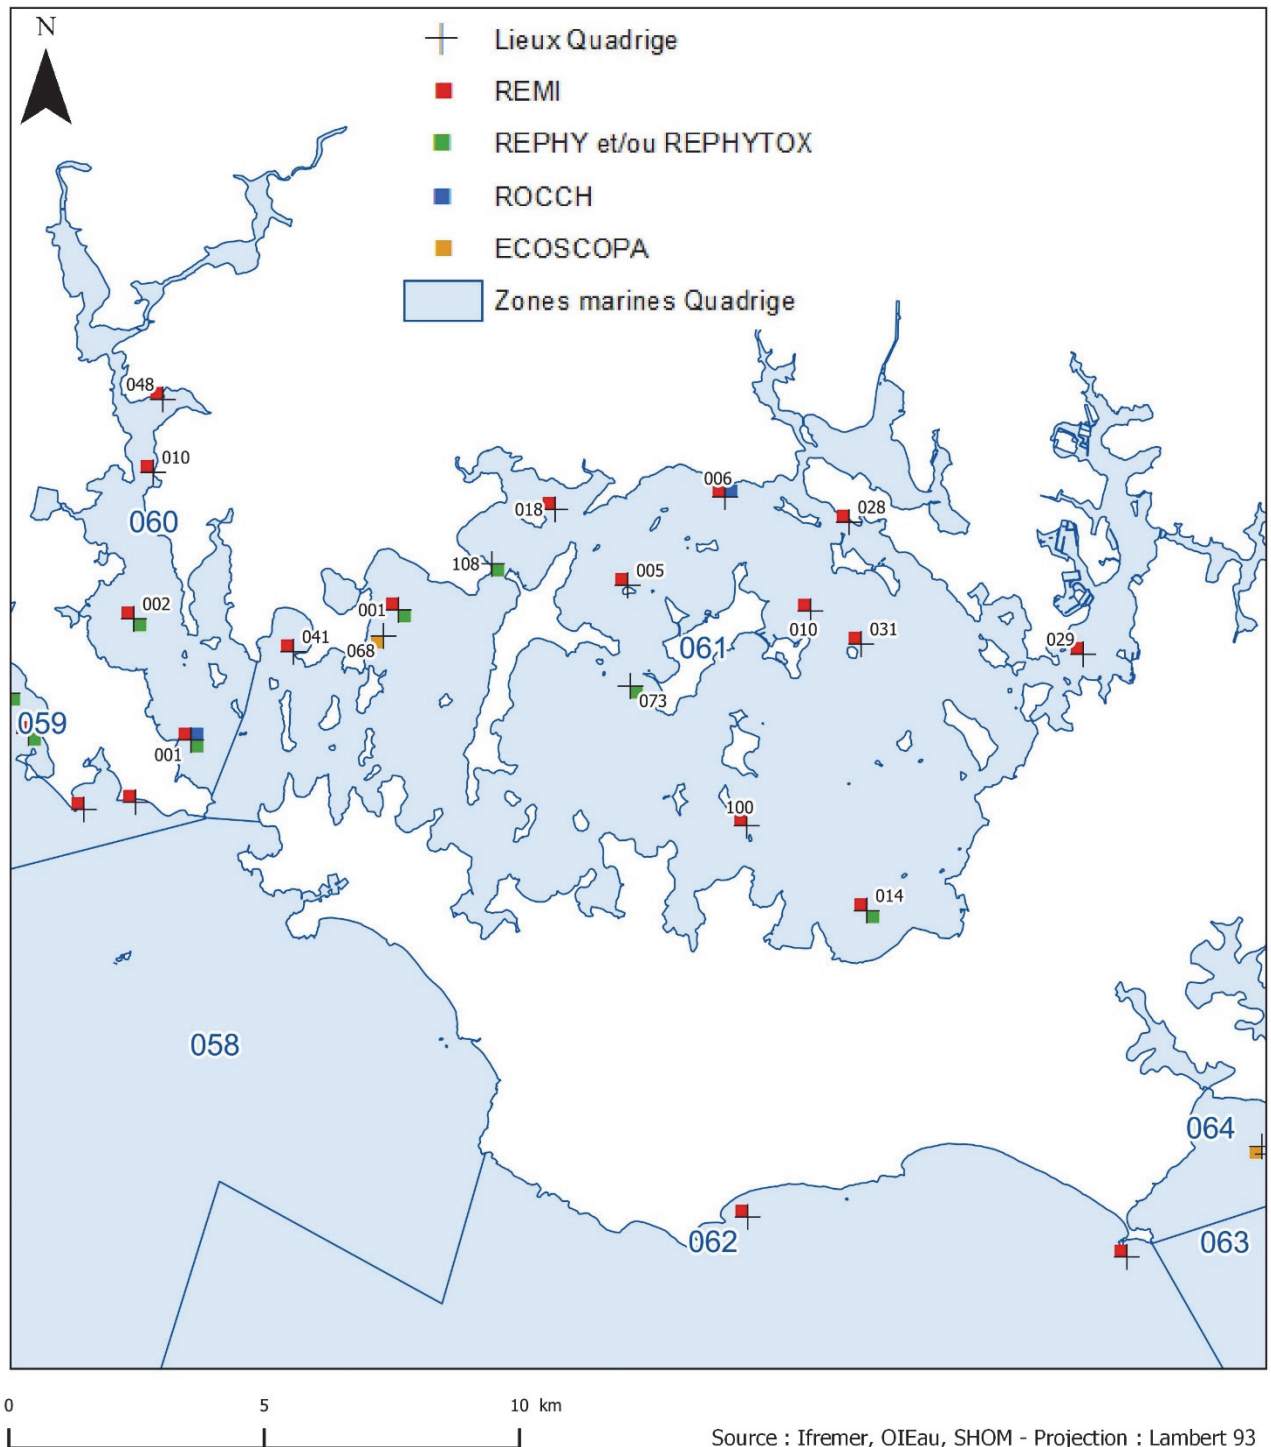 N
Lieux Quadrige
REMI
REPHY et/ou REPHYTOX
ROCCH
ECOSCOPA
Zones marines Quadrige
048
010
060
006
018
028
108
005
002
001
010
031
041
068
061
029
073
059
001
100
014
058
064
062
063
0 5 10 km
Source : Ifremer, OIEau, SHOM - Projection : Lambert 93